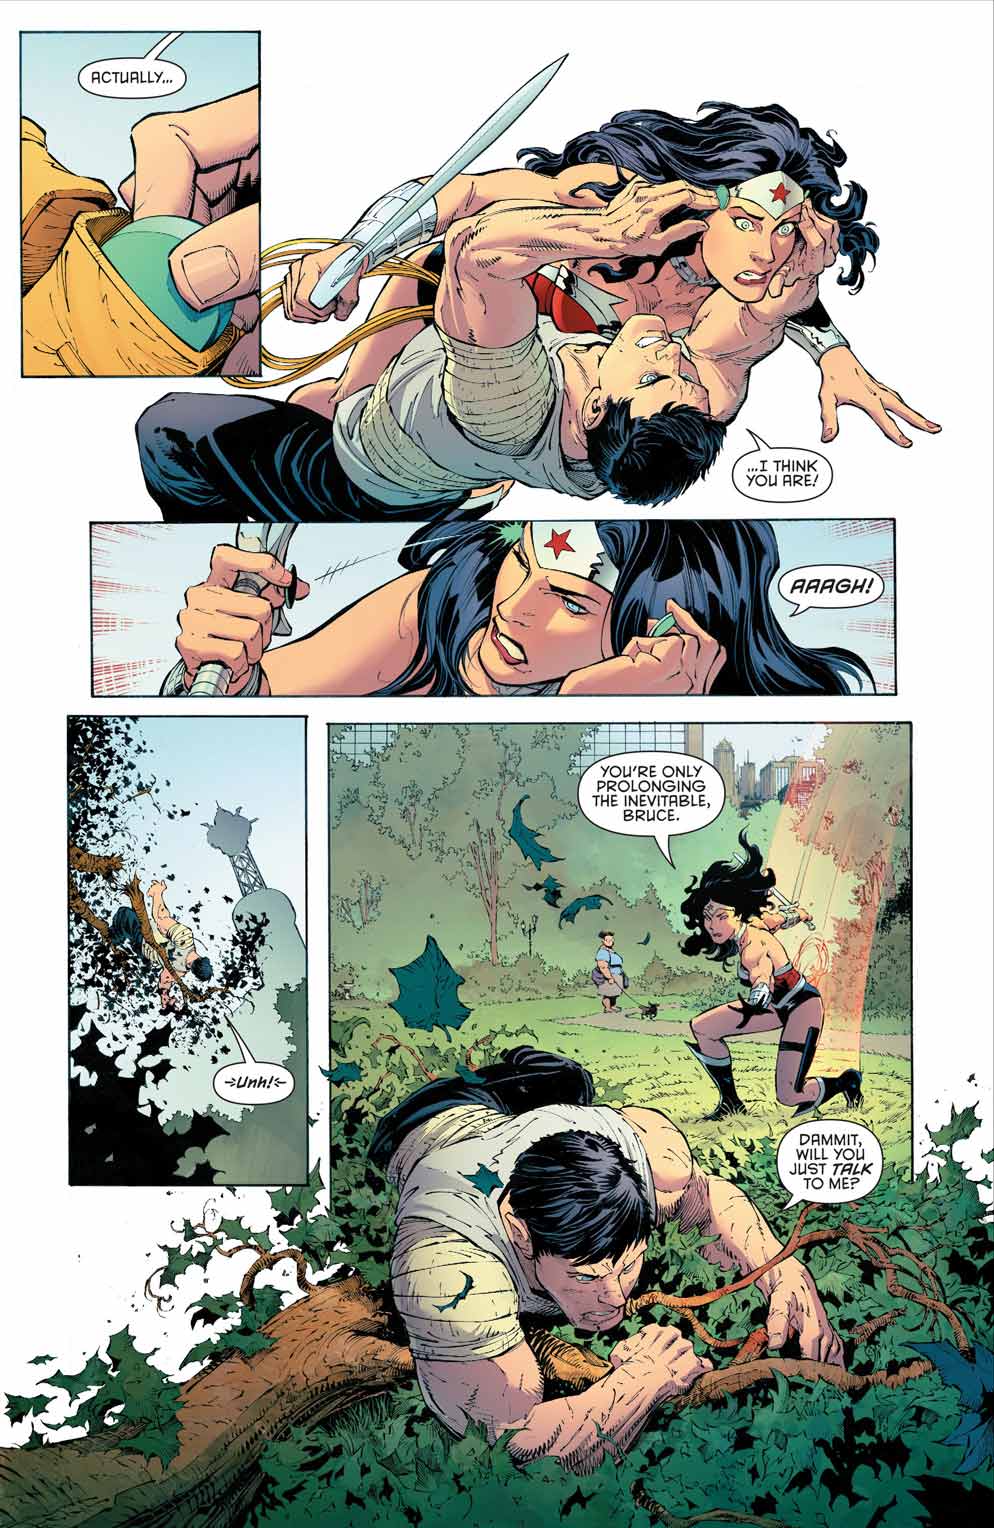 ACTUALLY...
...I THINK
YOU ARE!
AAAGH!
YOU'RE ONLY
PROLONGING
THE INEVITABLE,
BRUCE.
UNH!
DAMMIT,
WILL YOU
JUST TALK
TO ME?